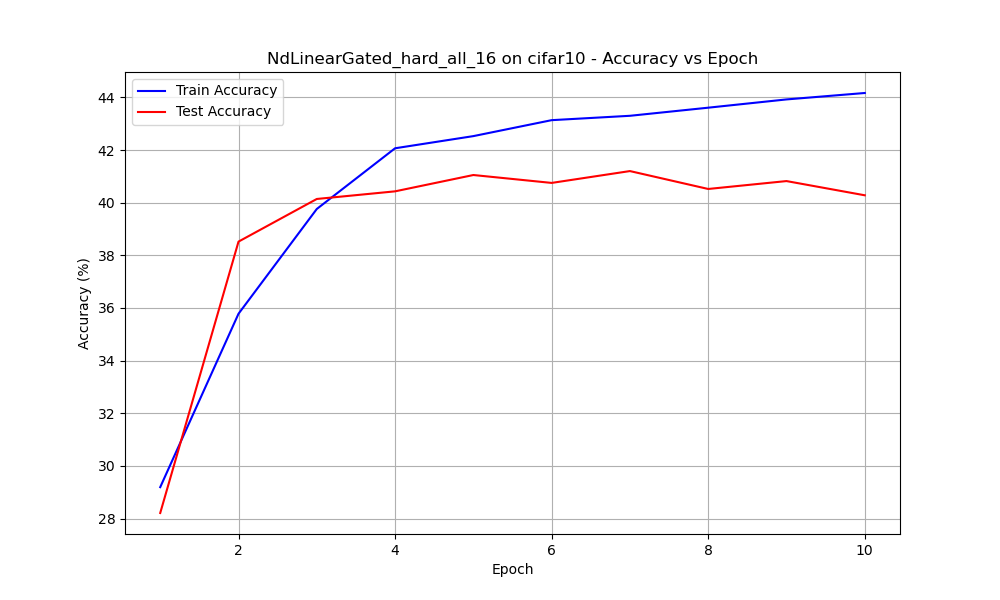 NdLinearGated_hard_all_16 on cifar10 - Accuracy vs Epoch
Train Accuracy
Test Accuracy
44
42
40
38
36
34
32
30
28
Accuracy (%)
2 4 6 8 10
Epoch